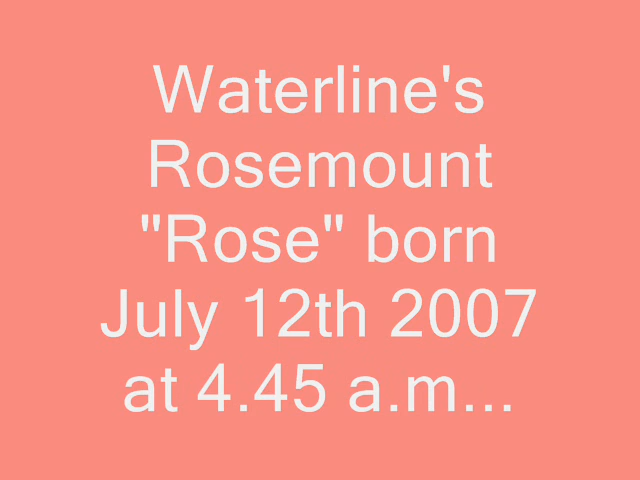 Waterline's
Rosemount
"Rose" born
July 12th 2007
at 4.45 a.m...